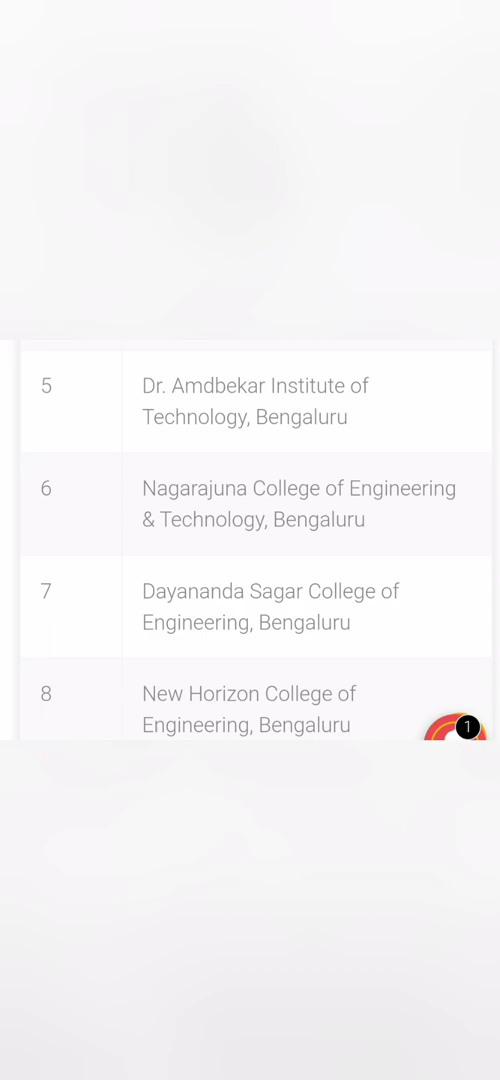 5
Dr. Amdbekar Institute of
Technology, Bengaluru
6
Nagarajuna College of Engineering
& Technology, Bengaluru
7
Dayananda Sagar College of
Engineering, Bengaluru
8
New Horizon College of
Engineering, Bengaluru
1